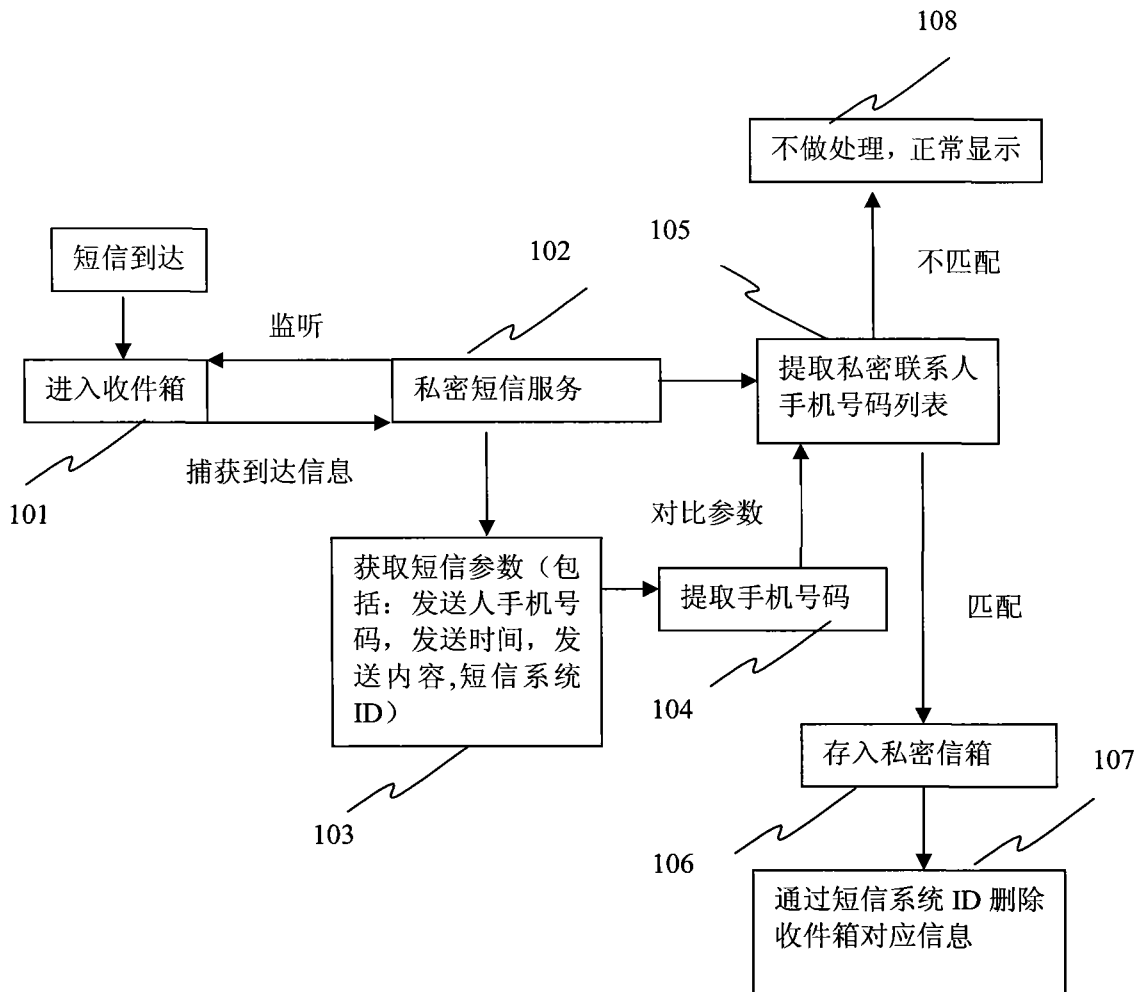 108
不做处理，正常显示
105
不匹配
短信到达
102
监听
进入收件箱
私密短信服务
提取私密联系人
手机号码列表
捕获到达信息
101
对比参数
获取短信参数（包
括：发送人手机号
码，发送时间，发
送内容,短信系统
ID）
提取手机号码
匹配
104
103
存入私密信箱
107
106
通过短信系统 ID 删除
收件箱对应信息